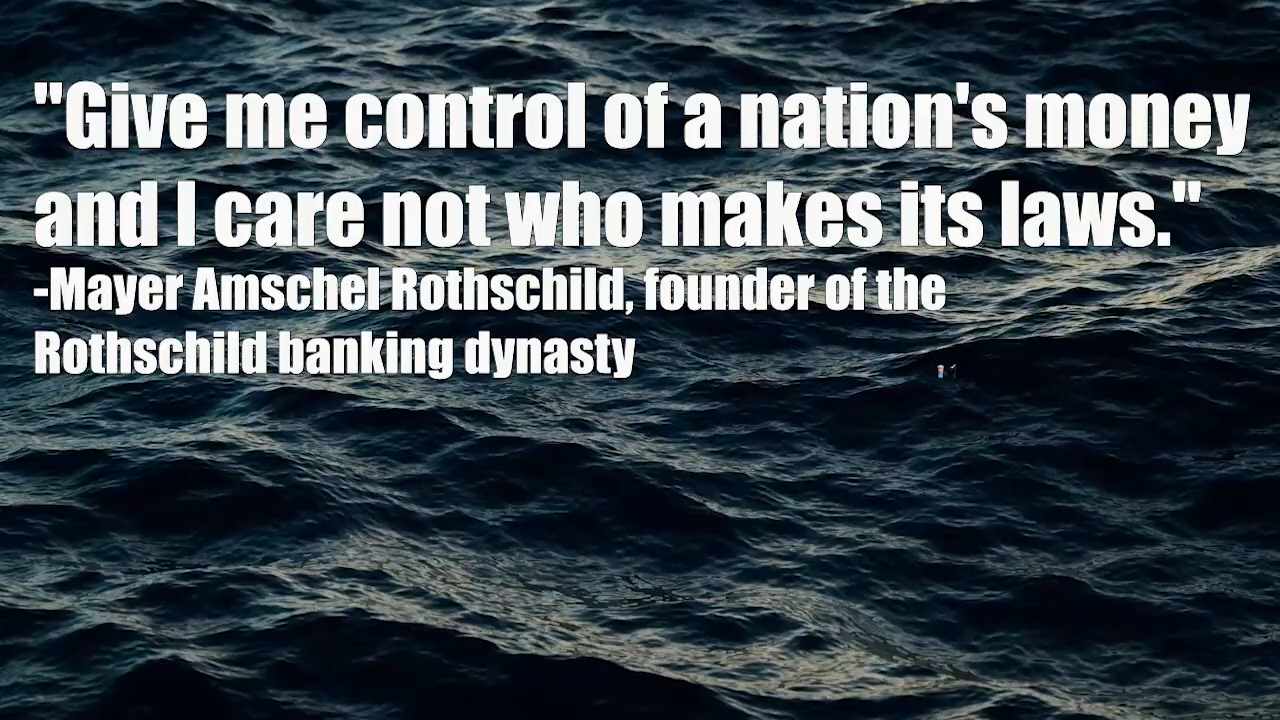 "Give me control of a nation's money
and I care not who makes its laws."
-Mayer Amschel Rothschild, founder of the
Rothschild banking dynasty